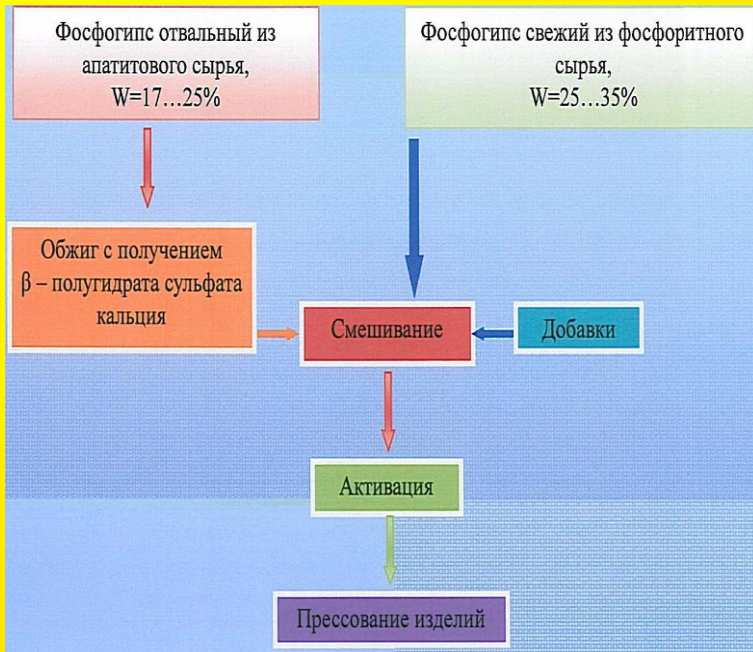 Фосфогипс отвальный из
апатитового сырья,
W=17…25%
Фосфогипс свежий из фосфоритного
сырья,
W=25…35%
Обжиг с получением
β – полугидрата сульфата
кальция
Смешивание
Добавки
Активация
Прессование изделий